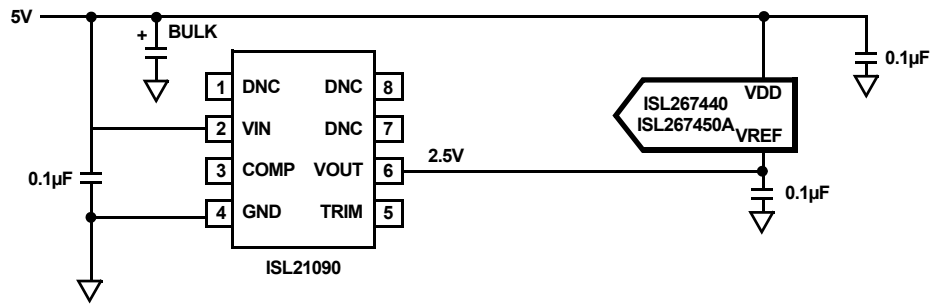 5V
+ BULK
0.1µF
1 DNC DNC 8
2 VIN DNC 7
3 COMP VOUT 6
4 GND TRIM 5
ISL21090
0.1µF
2.5V
ISL267440
ISL267450A
VDD
VREF
0.1µF